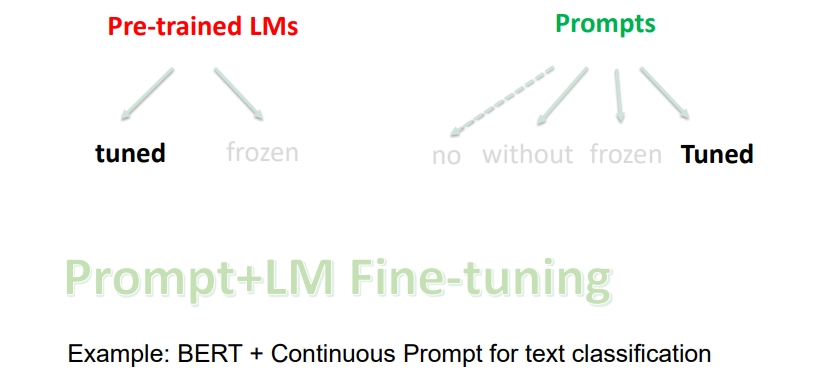 Pre-trained LMs Prompts
tuned frozen no without frozen Tuned
Prompt+LM Fine-tuning
Example: BERT + Continuous Prompt for text classification